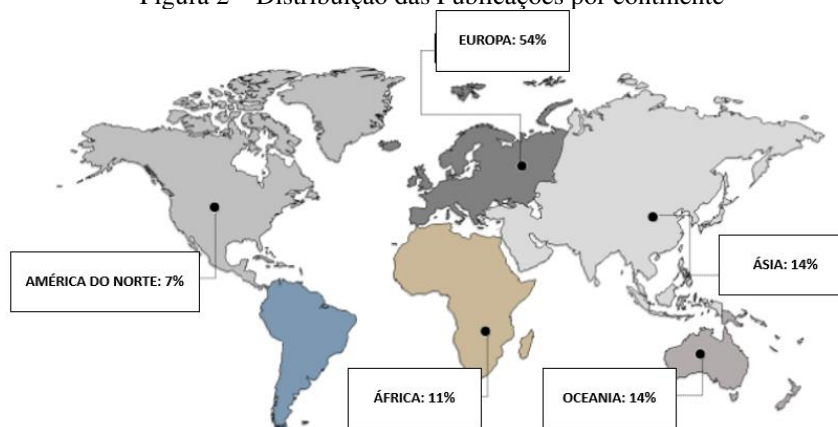 Figura 2 – Distribuição das Publicações por continente
EUROPA: 54%
AMÉRICA DO NORTE: 7%
ÁSIA: 14%
ÁFRICA: 11%
OCEANIA: 14%